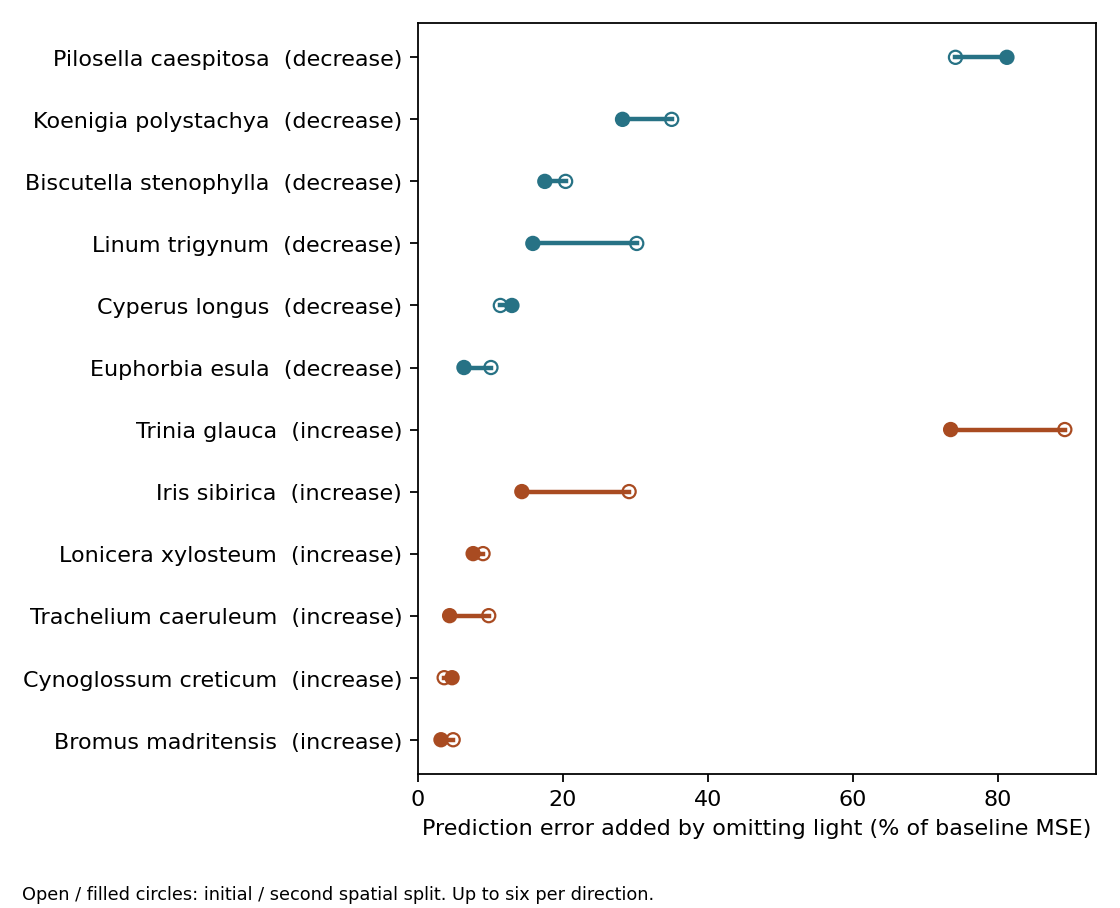 Pilosella caespitosa (decrease)
Koenigia polystachya (decrease)
Biscutella stenophylla (decrease)
Linum trigynum (decrease)
Cyperus longus (decrease)
Euphorbia esula (decrease)
Trinia glauca (increase)
Iris sibirica (increase)
Lonicera xylosteum (increase)
Trachelium caeruleum (increase)
Cynoglossum creticum (increase)
Bromus madritensis (increase)
0 20 40 60 80
Prediction error added by omitting light (% of baseline MSE)
Open / filled circles: initial / second spatial split. Up to six per direction.